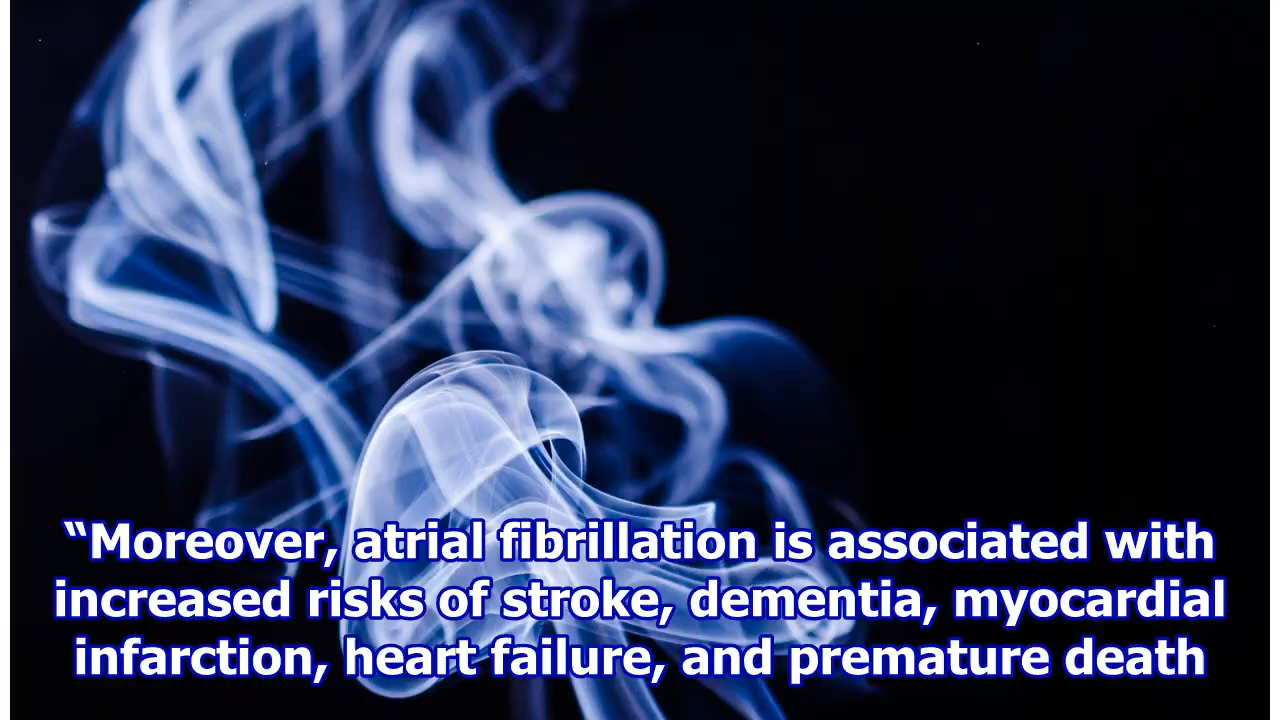 “Moreover, atrial fibrillation is associated with
increased risks of stroke, dementia, myocardial
infarction, heart failure, and premature death